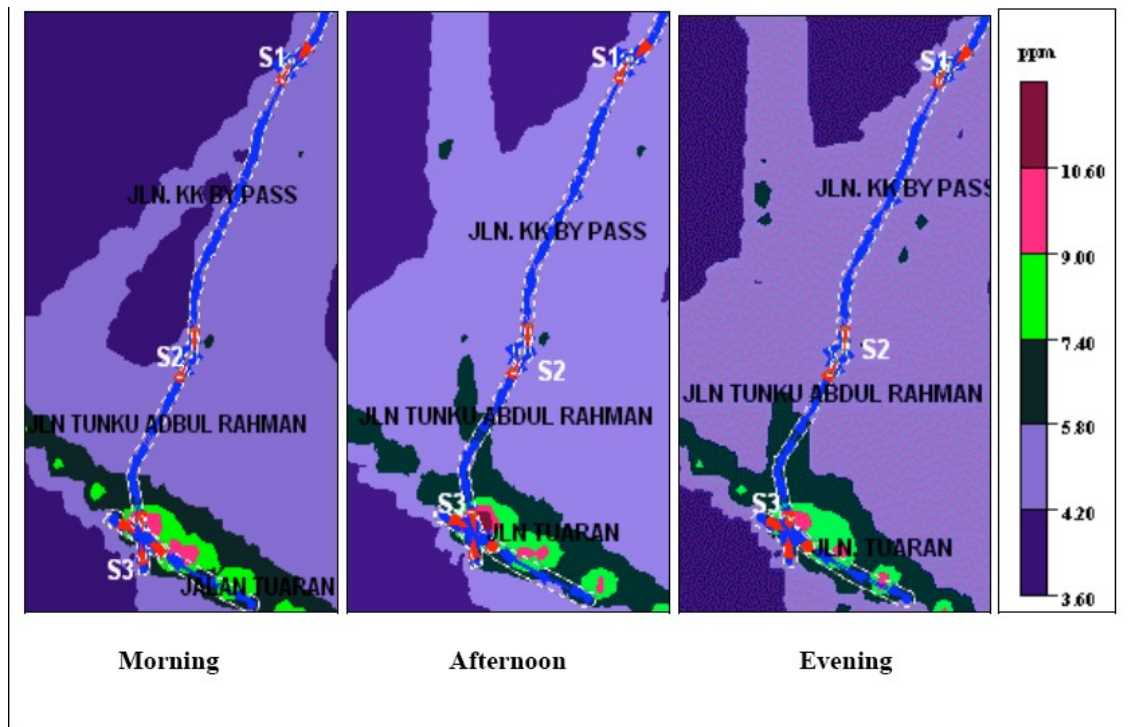 S1
JLN. KK BY PASS
S2
JLN TUNKU ADBUL RAHMAN
S3
JALAN TUARAN
Morning
S1
JLN. KK BY PASS
S2
JLN TUNKU ABDUL RAHMAN
S3
JLN TUARAN
Afternoon
S1
JLN. KK BY PASS
S2
JLN TUNKU ABDUL RAHMAN
S3
JLN. TUARAN
Evening
ppm
10.60
9.00
7.40
5.80
4.20
3.60